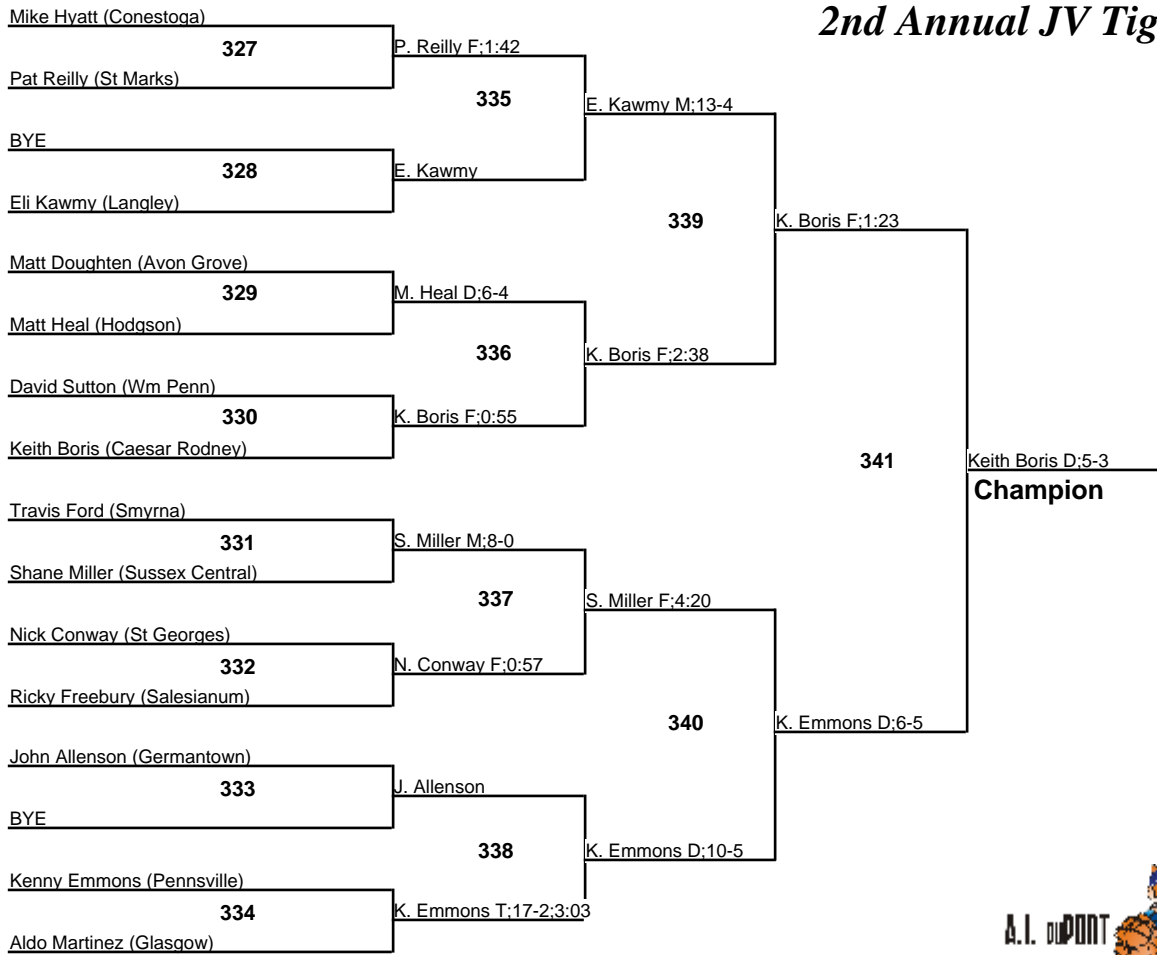 2nd Annual JV Tig
Mike Hyatt (Conestoga)
327
Pat Reilly (St Marks)
P. Reilly F;1:42
335
E. Kawmy M;13-4
BYE
328
Eli Kawmy (Langley)
E. Kawmy
339
K. Boris F;1:23
Matt Doughten (Avon Grove)
329
Matt Heal (Hodgson)
M. Heal D;6-4
336
K. Boris F;2:38
David Sutton (Wm Penn)
330
Keith Boris (Caesar Rodney)
K. Boris F;0:55
341
Keith Boris D;5-3
Champion
Travis Ford (Smyrna)
331
Shane Miller (Sussex Central)
S. Miller M;8-0
337
S. Miller F;4:20
Nick Conway (St Georges)
332
Ricky Freebury (Salesianum)
N. Conway F;0:57
340
K. Emmons D;6-5
John Allenson (Germantown)
333
BYE
J. Allenson
338
K. Emmons D;10-5
Kenny Emmons (Pennsville)
334
Aldo Martinez (Glasgow)
K. Emmons T;17-2;3:03
A.I. duPONT